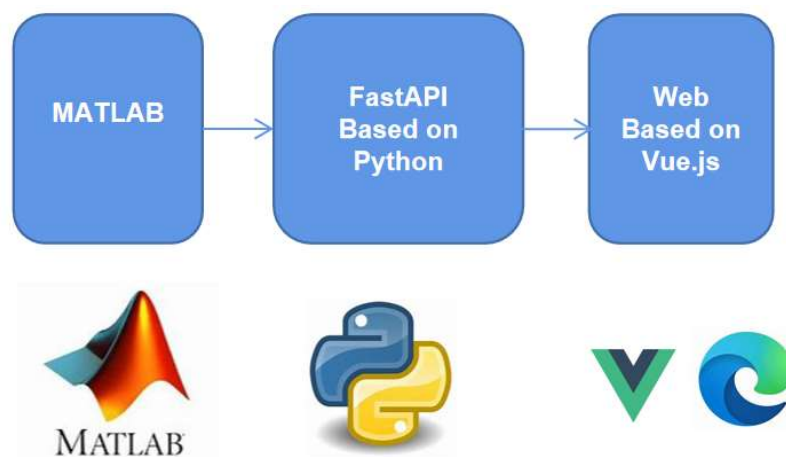 MATLAB
FastAPI
Based on
Python
Web
Based on
Vue.js
MATLAB